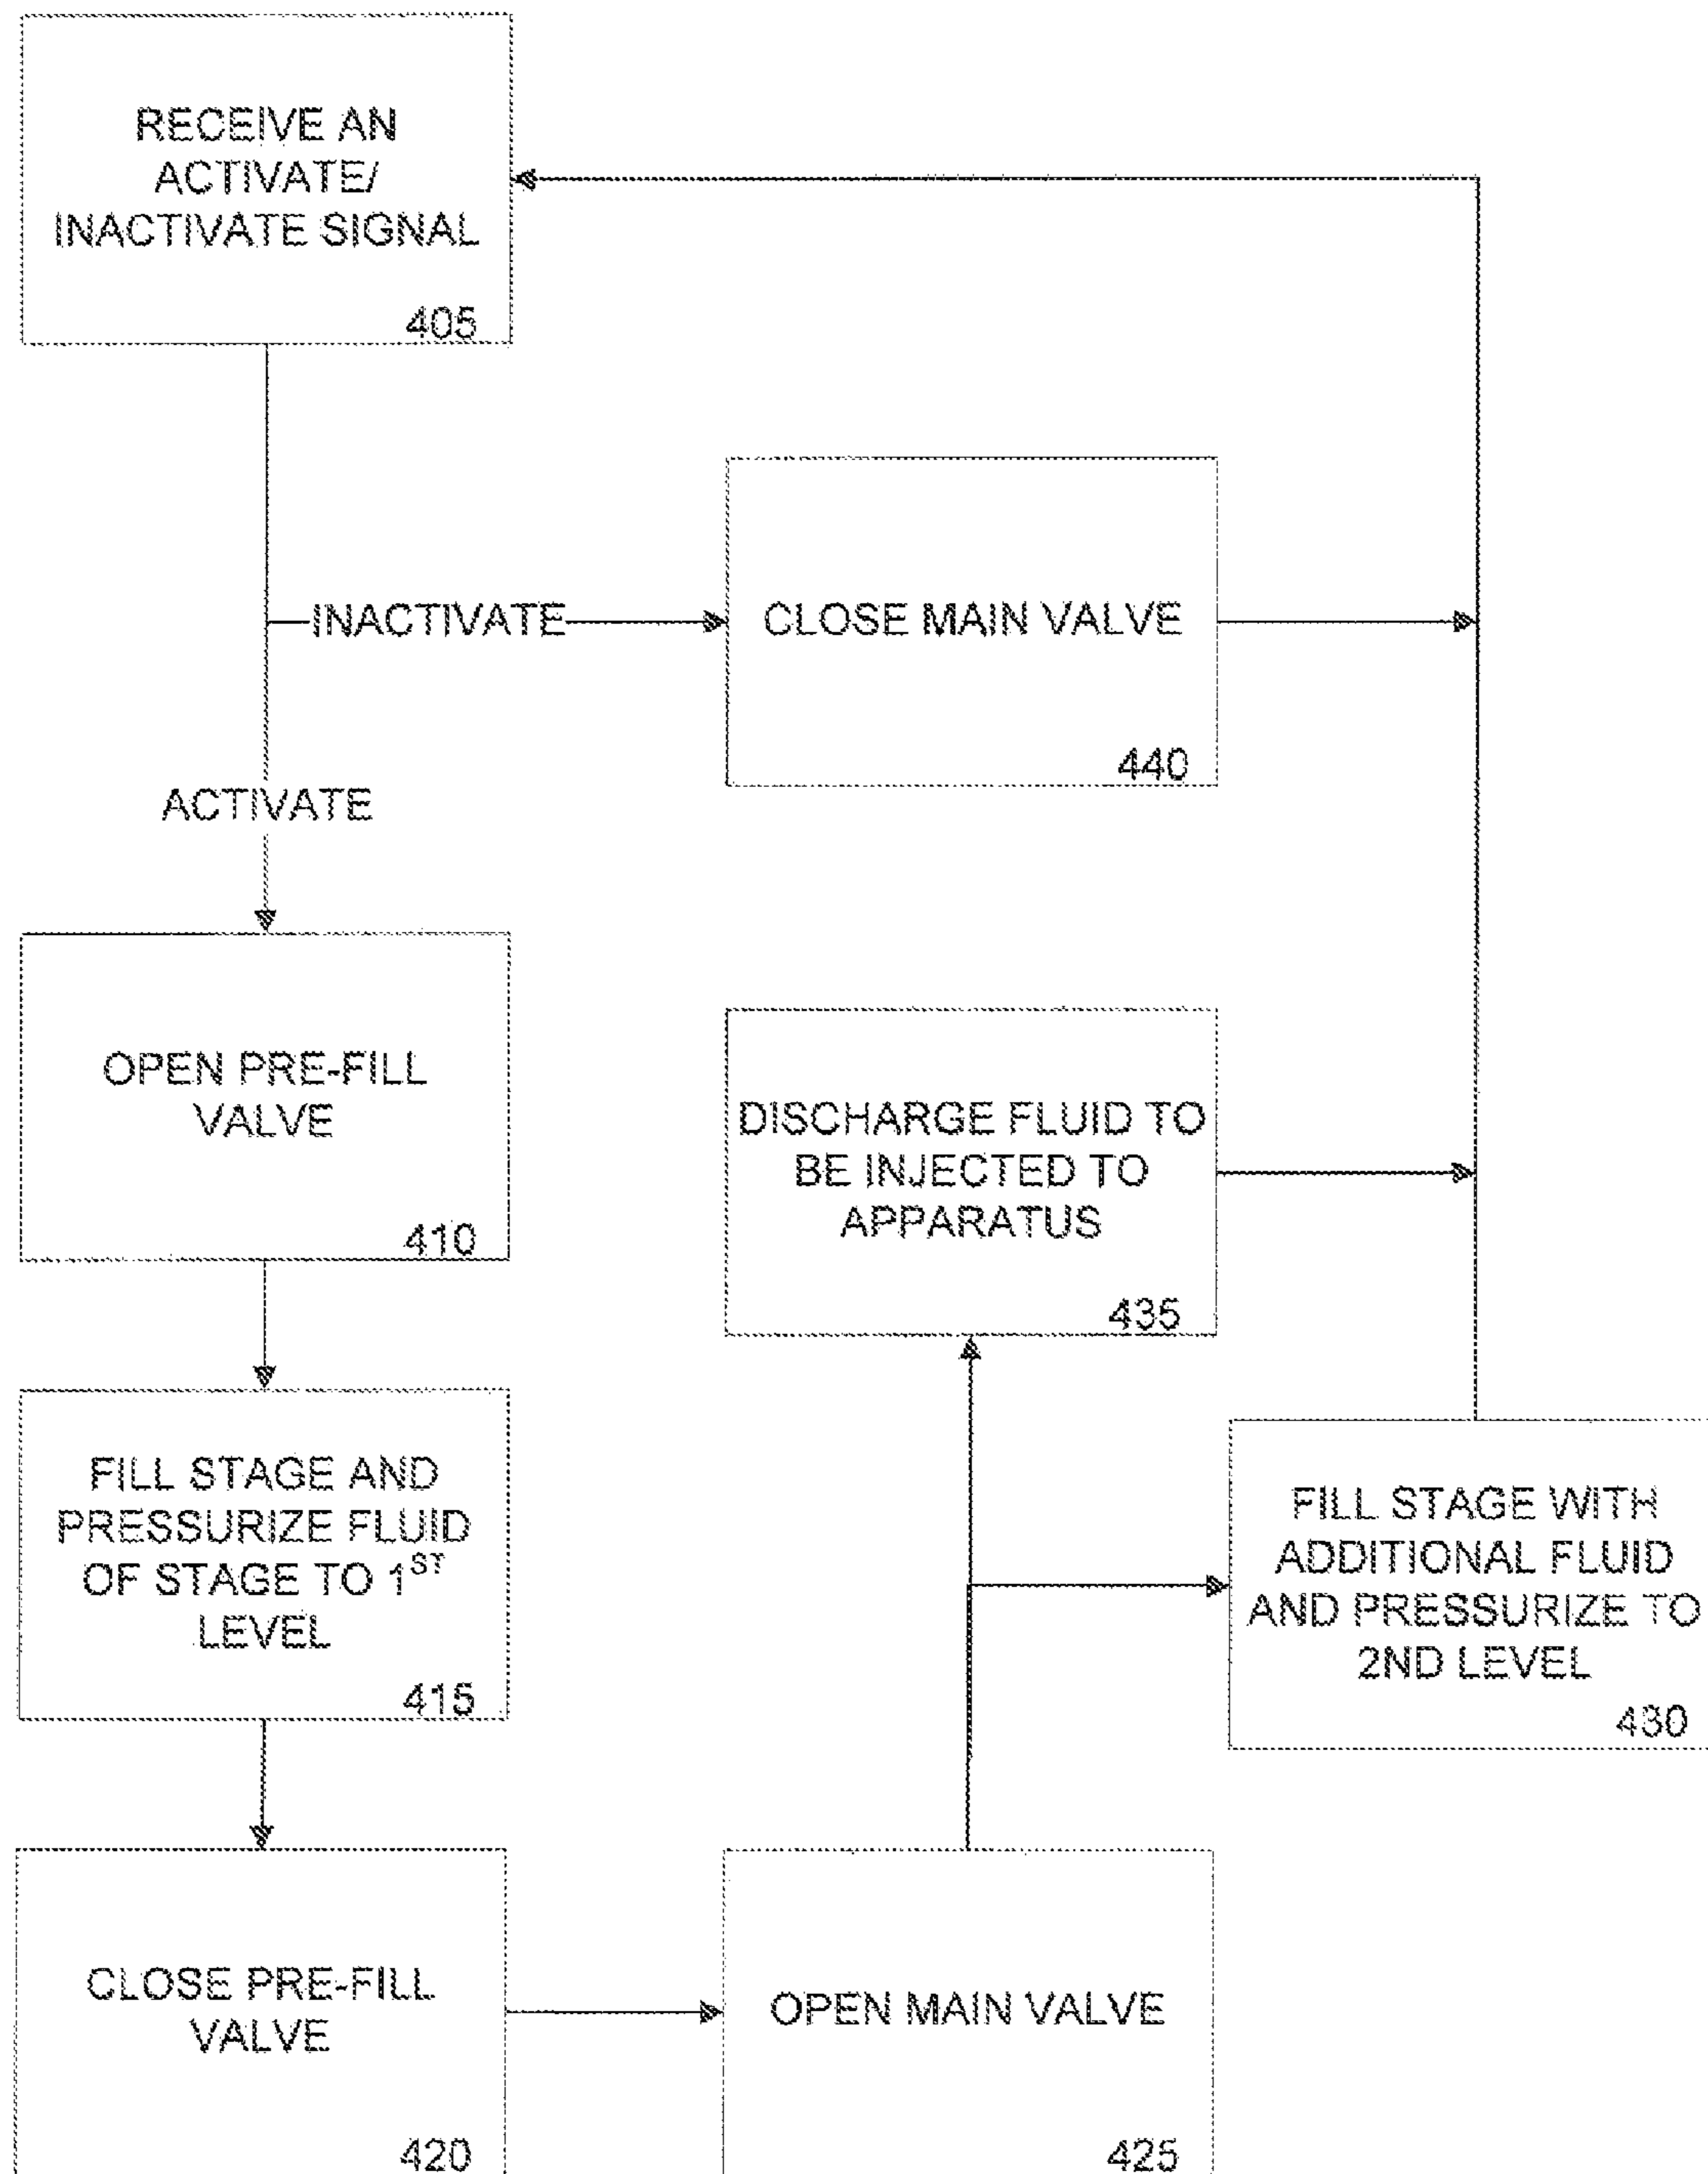 RECEIVE AN
ACTIVATE/
INACTIVATE SIGNAL
405
INACTIVATE
CLOSE MAIN VALVE
440
ACTIVATE
OPEN PRE-FILL
VALVE
410
DISCHARGE FLUID TO
BE INJECTED TO
APPARATUS
435
FILL STAGE AND
PRESSURIZE FLUID
OF STAGE TO 1ST
LEVEL
415
FILL STAGE WITH
ADDITIONAL FLUID
AND PRESSURIZE TO
2ND LEVEL
430
CLOSE PRE-FILL
VALVE
420
OPEN MAIN VALVE
425